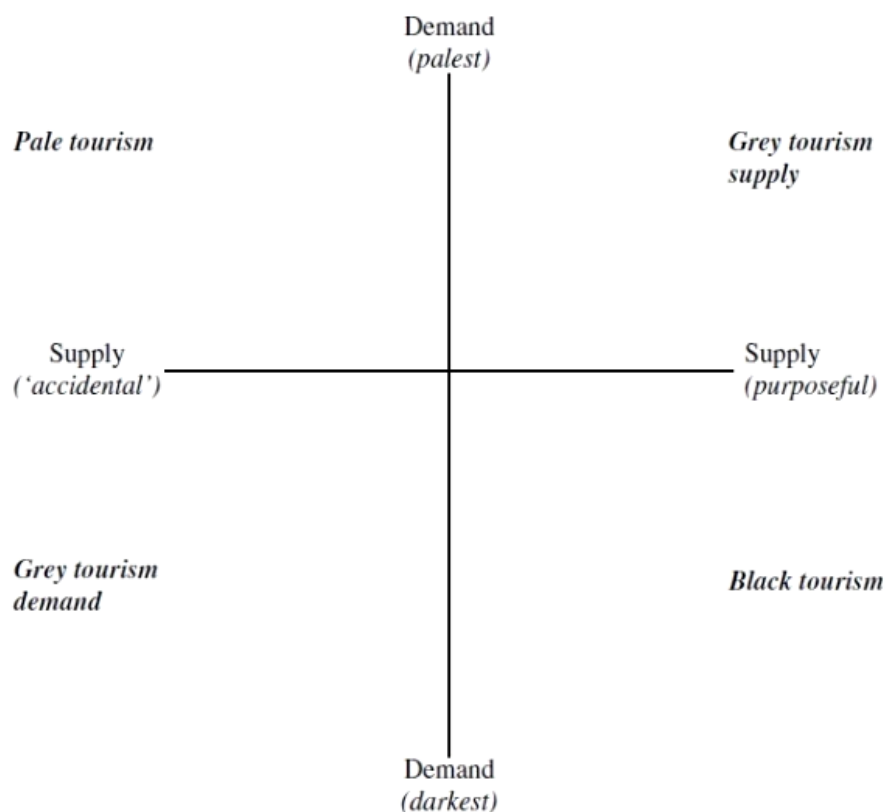 Demand
(palest)
Pale tourism
Grey tourism
supply
Supply
(‘accidental’)
Supply
(purposeful)
Grey tourism
demand
Black tourism
Demand
(darkest)